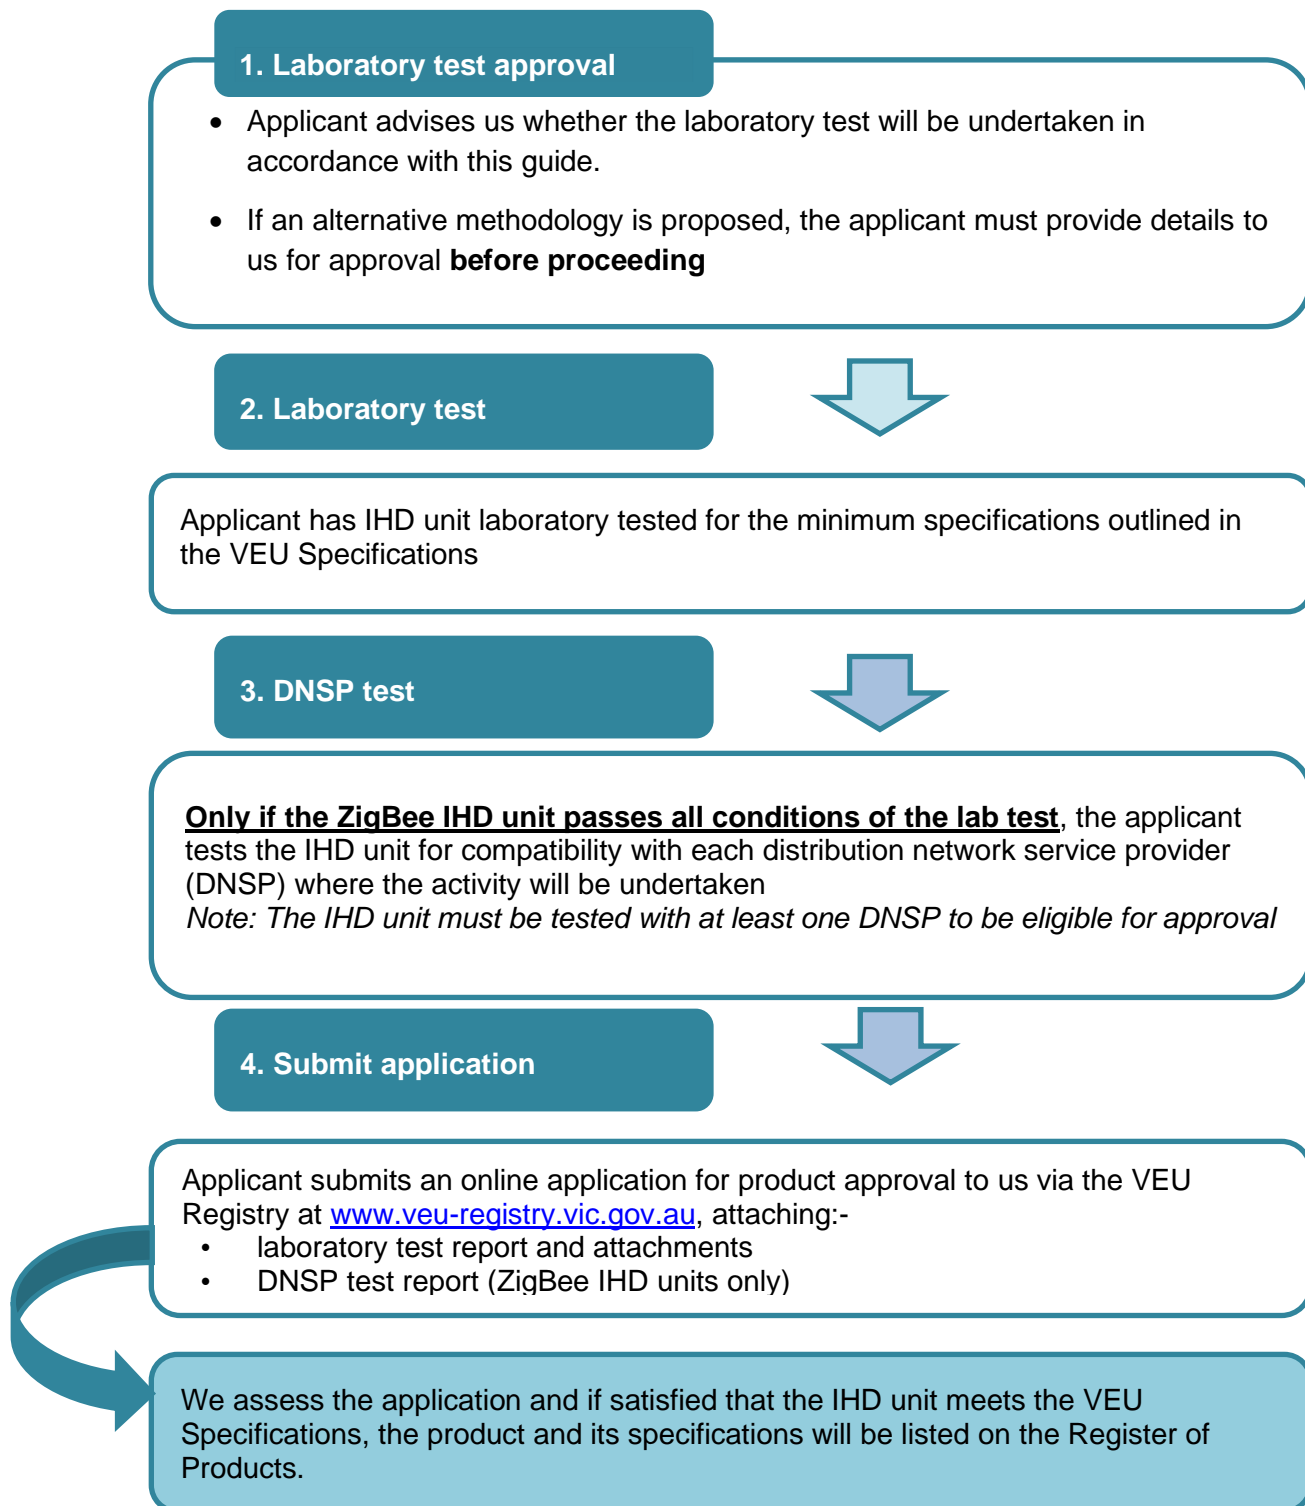 1. Laboratory test approval
• Applicant advises us whether the laboratory test will be undertaken in
accordance with this guide.
• If an alternative methodology is proposed, the applicant must provide details to
us for approval before proceeding
2. Laboratory test
Applicant has IHD unit laboratory tested for the minimum specifications outlined in
the VEU Specifications
3. DNSP test
Only if the ZigBee IHD unit passes all conditions of the lab test, the applicant
tests the IHD unit for compatibility with each distribution network service provider
(DNSP) where the activity will be undertaken
Note: The IHD unit must be tested with at least one DNSP to be eligible for approval
4. Submit application
Applicant submits an online application for product approval to us via the VEU
Registry at www.veu-registry.vic.gov.au, attaching:-
• laboratory test report and attachments
• DNSP test report (ZigBee IHD units only)
We assess the application and if satisfied that the IHD unit meets the VEU
Specifications, the product and its specifications will be listed on the Register of
Products.